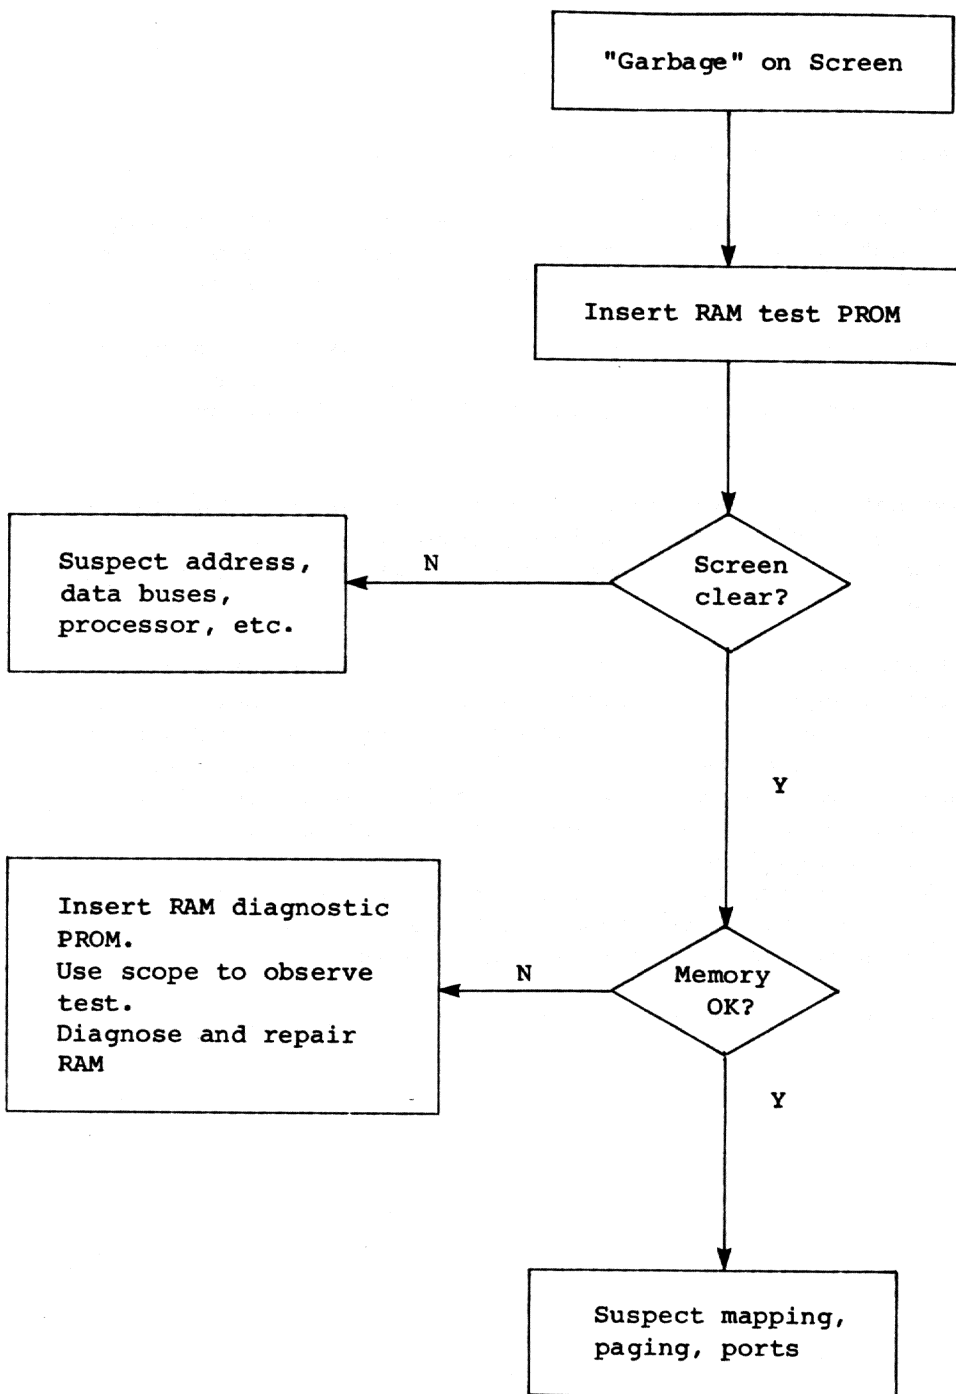 "Garbage" on Screen
Insert RAM test PROM
Screen
clear?
N
Suspect address,
data buses,
processor, etc.
Y
Memory
OK?
N
Insert RAM diagnostic
PROM.
Use scope to observe
test.
Diagnose and repair
RAM
Y
Suspect mapping,
paging, ports